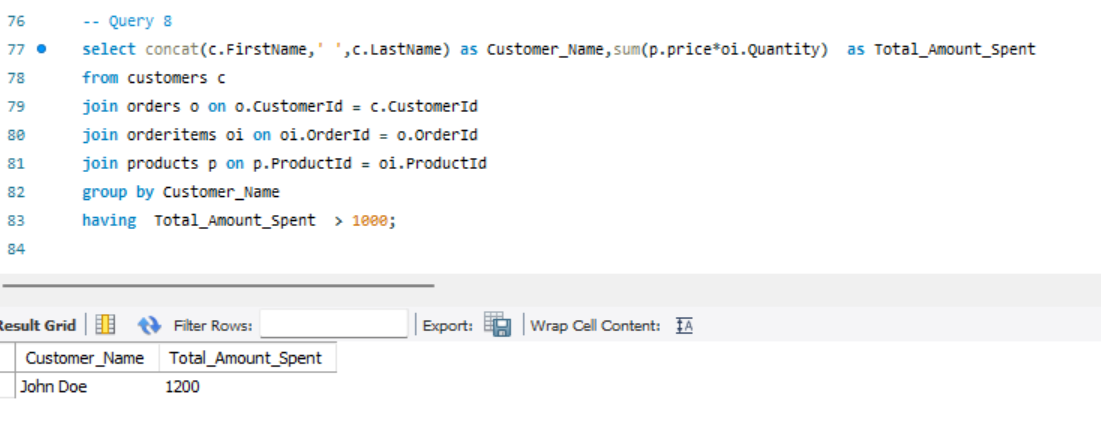 76 -- Query 8
77 select concat(c.FirstName,' ',c.LastName) as Customer_Name,sum(p.price*oi.Quantity)  as Total_Amount_Spent
78 from customers c
79 join orders o on o.CustomerId = c.CustomerId
80 join orderitems oi on oi.OrderId = o.OrderId
81 join products p on p.ProductId = oi.ProductId
82 group by Customer_Name
83 having  Total_Amount_Spent  > 1000;
84
Result Grid Filter Rows: Export: Wrap Cell Content:
Customer_Name Total_Amount_Spent
John Doe 1200